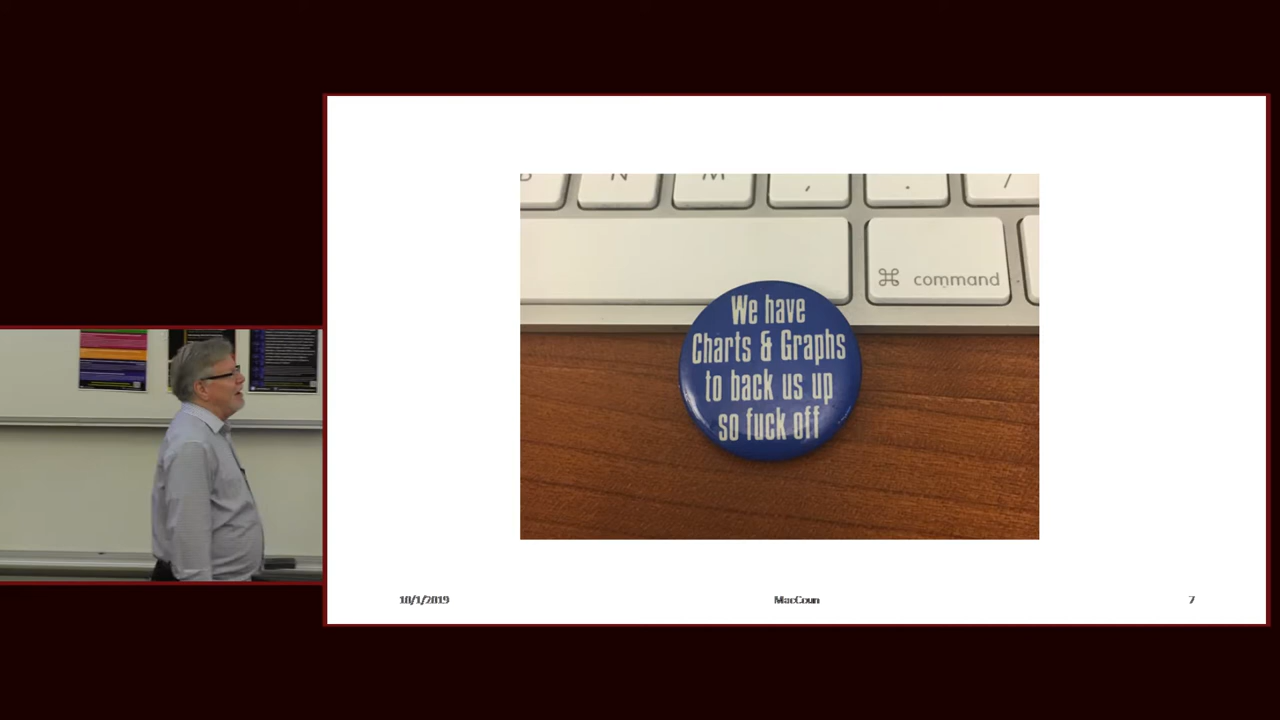 N
M
,
.
/
⌘ command
We have
Charts & Graphs
to back us up
so fuck off
10/1/2019
MacCoun
7